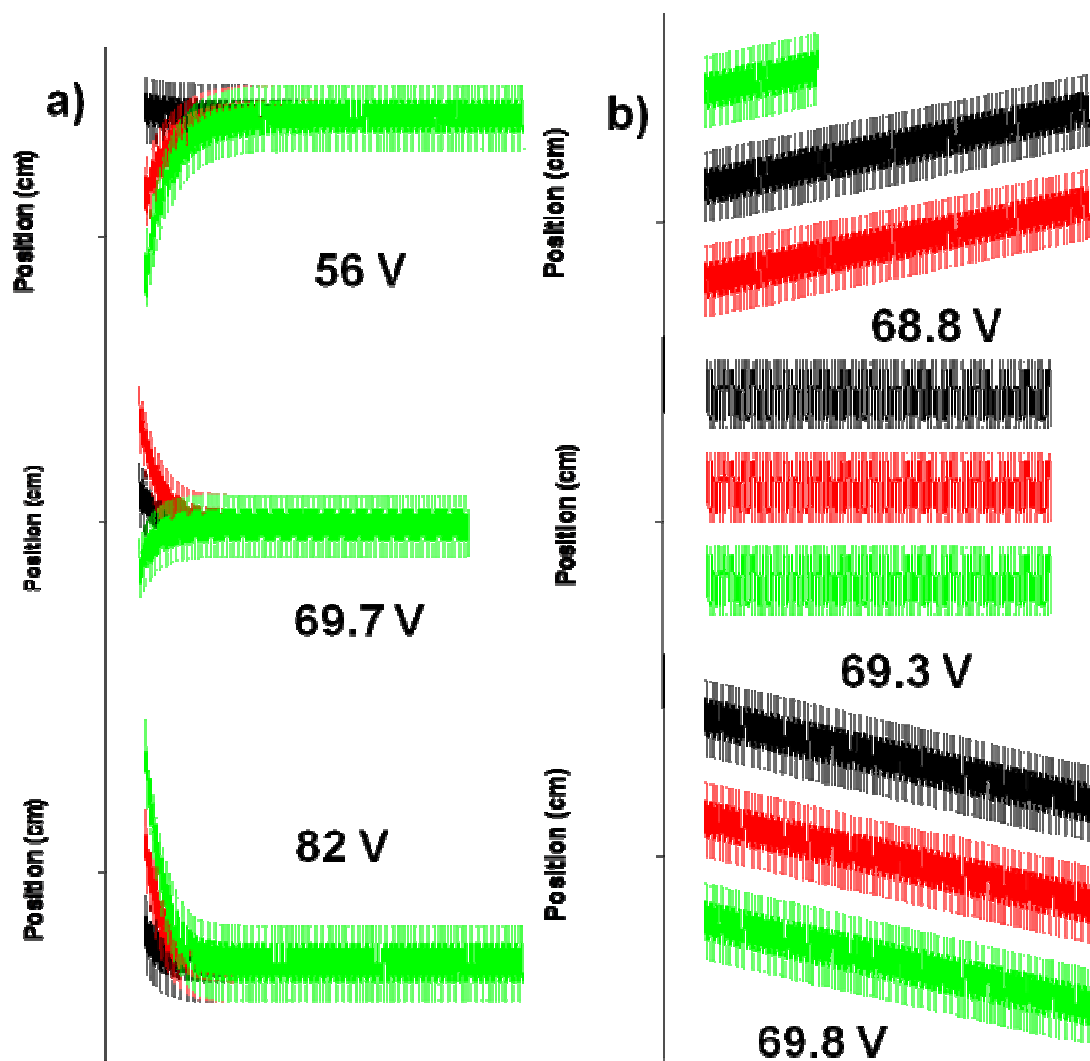 a)
Position (cm)
56 V
Position (cm)
69.7 V
Position (cm)
82 V
b)
Position (cm)
68.8 V
Position (cm)
69.3 V
Position (cm)
69.8 V